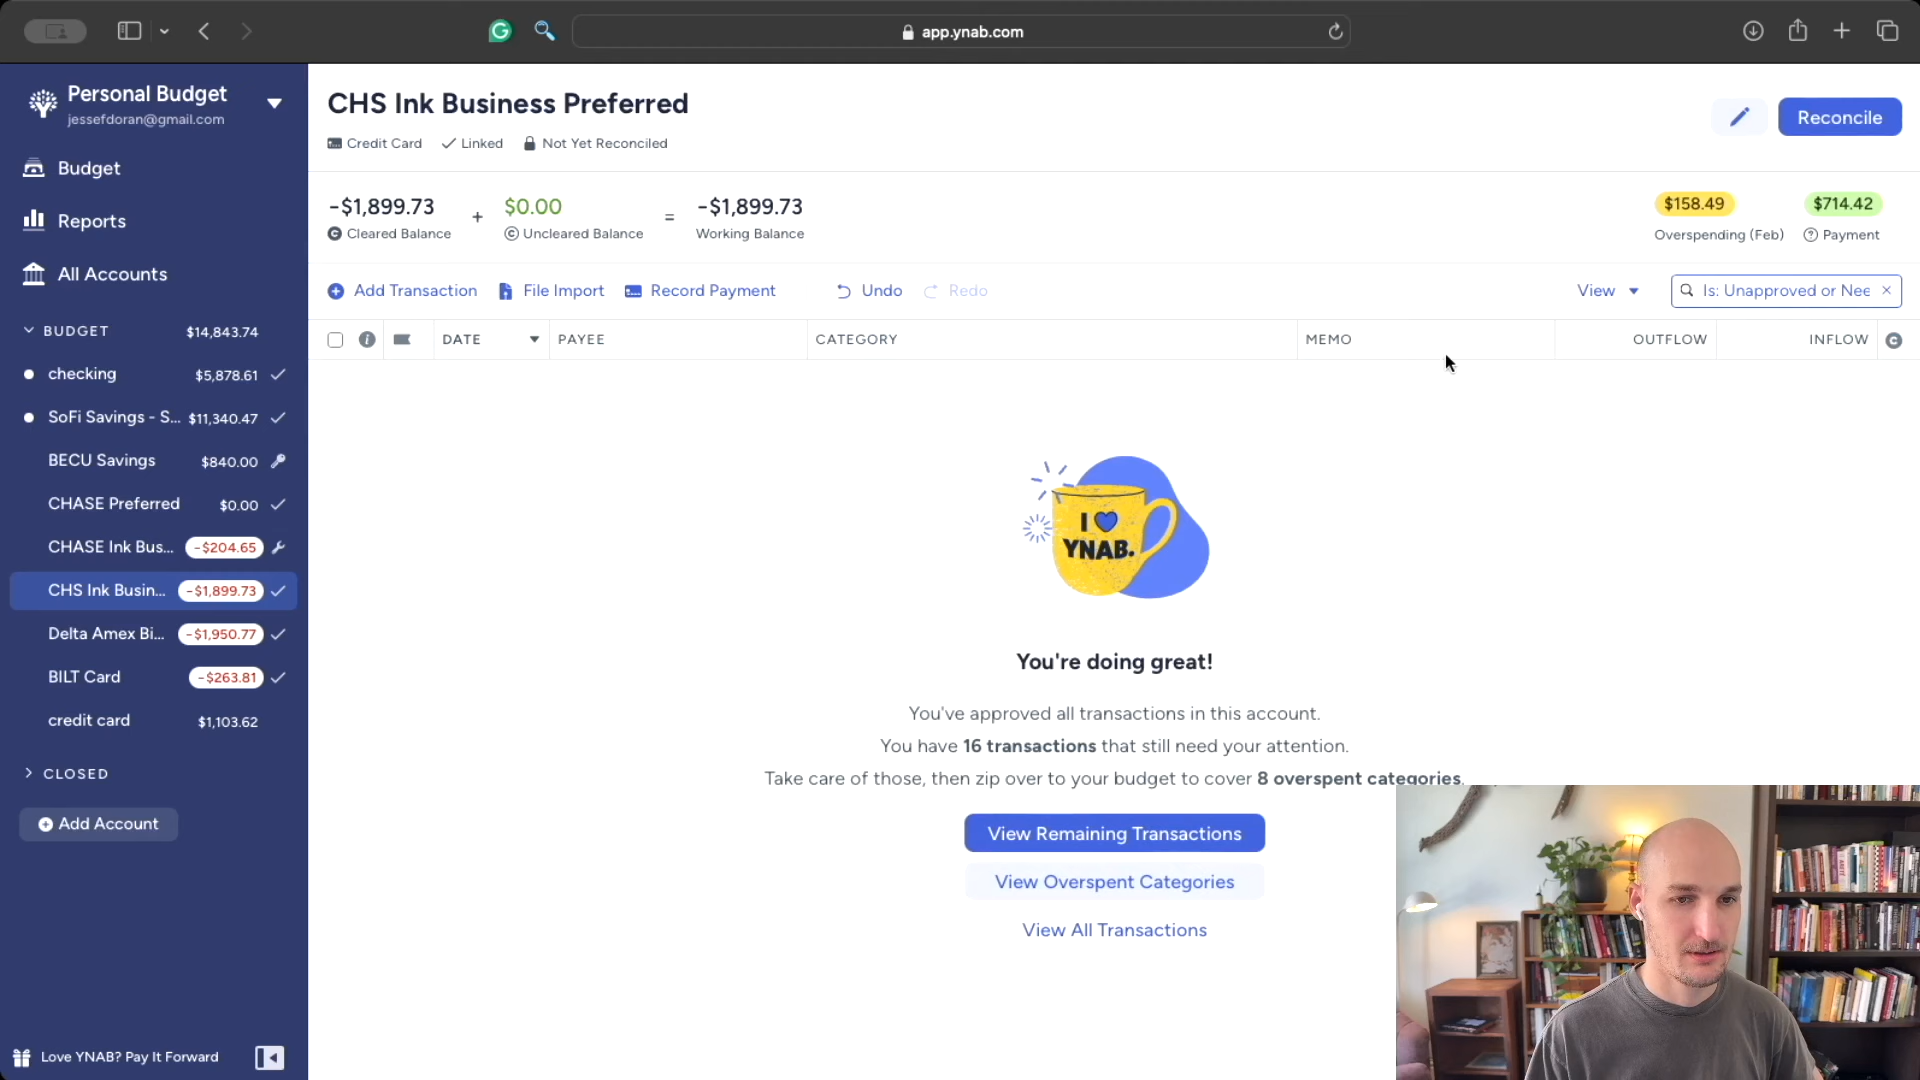 app.ynab.com
Personal Budget
jessefdoran@gmail.com
Budget
Reports
All Accounts
BUDGET $14,843.74
checking $5,878.61
SoFi Savings - S... $11,340.47
BECU Savings $840.00
CHASE Preferred $0.00
CHASE Ink Bus... -$204.65
CHS Ink Busin... -$1,899.73
Delta Amex Bi... -$1,950.77
BILT Card -$263.81
credit card $1,103.62
CLOSED
Add Account
Love YNAB? Pay It Forward
CHS Ink Business Preferred
Reconcile
Credit Card Linked Not Yet Reconciled
-$1,899.73 + $0.00 = -$1,899.73
Cleared Balance Uncleared Balance Working Balance
$158.49 $714.42
Overspending (Feb) Payment
Add Transaction File Import Record Payment Undo Redo View Is: Unapproved or Nee
DATE PAYEE CATEGORY MEMO OUTFLOW INFLOW
I
YNAB.
You're doing great!
You've approved all transactions in this account.
You have 16 transactions that still need your attention.
Take care of those, then zip over to your budget to cover 8 overspent categories.
View Remaining Transactions
View Overspent Categories
View All Transactions